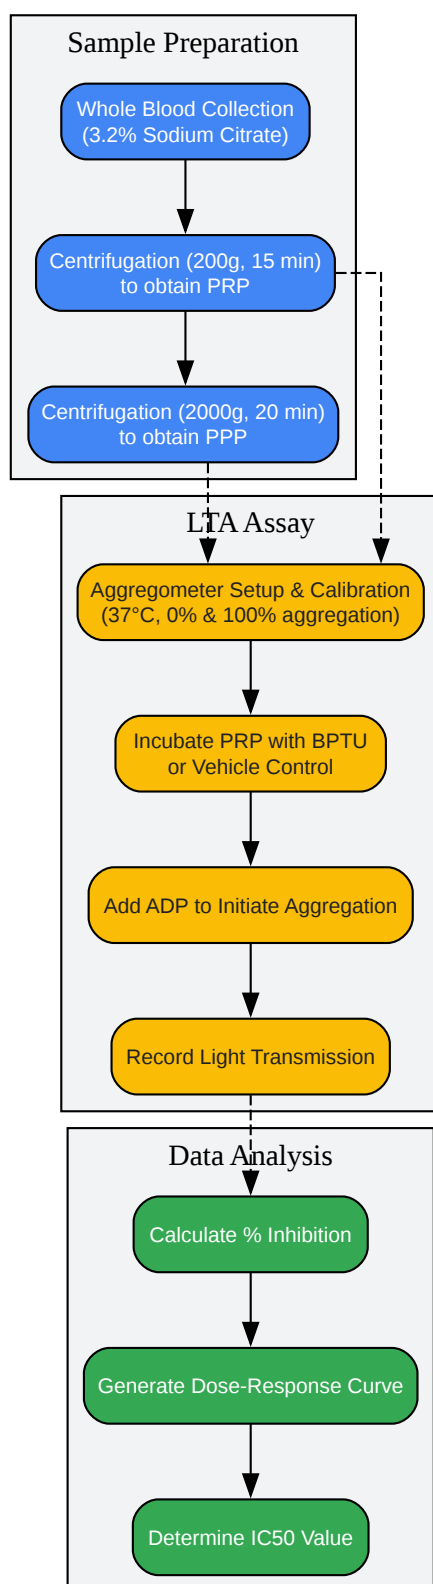 Sample Preparation
Whole Blood Collection
(3.2% Sodium Citrate)
Centrifugation (200g, 15 min)
to obtain PRP
Centrifugation (2000g, 20 min)
to obtain PPP
LTA Assay
Aggregometer Setup & Calibration
(37°C, 0% & 100% aggregation)
Incubate PRP with BPTU
or Vehicle Control
Add ADP to Initiate Aggregation
Record Light Transmission
Data Analysis
Calculate % Inhibition
Generate Dose-Response Curve
Determine IC50 Value